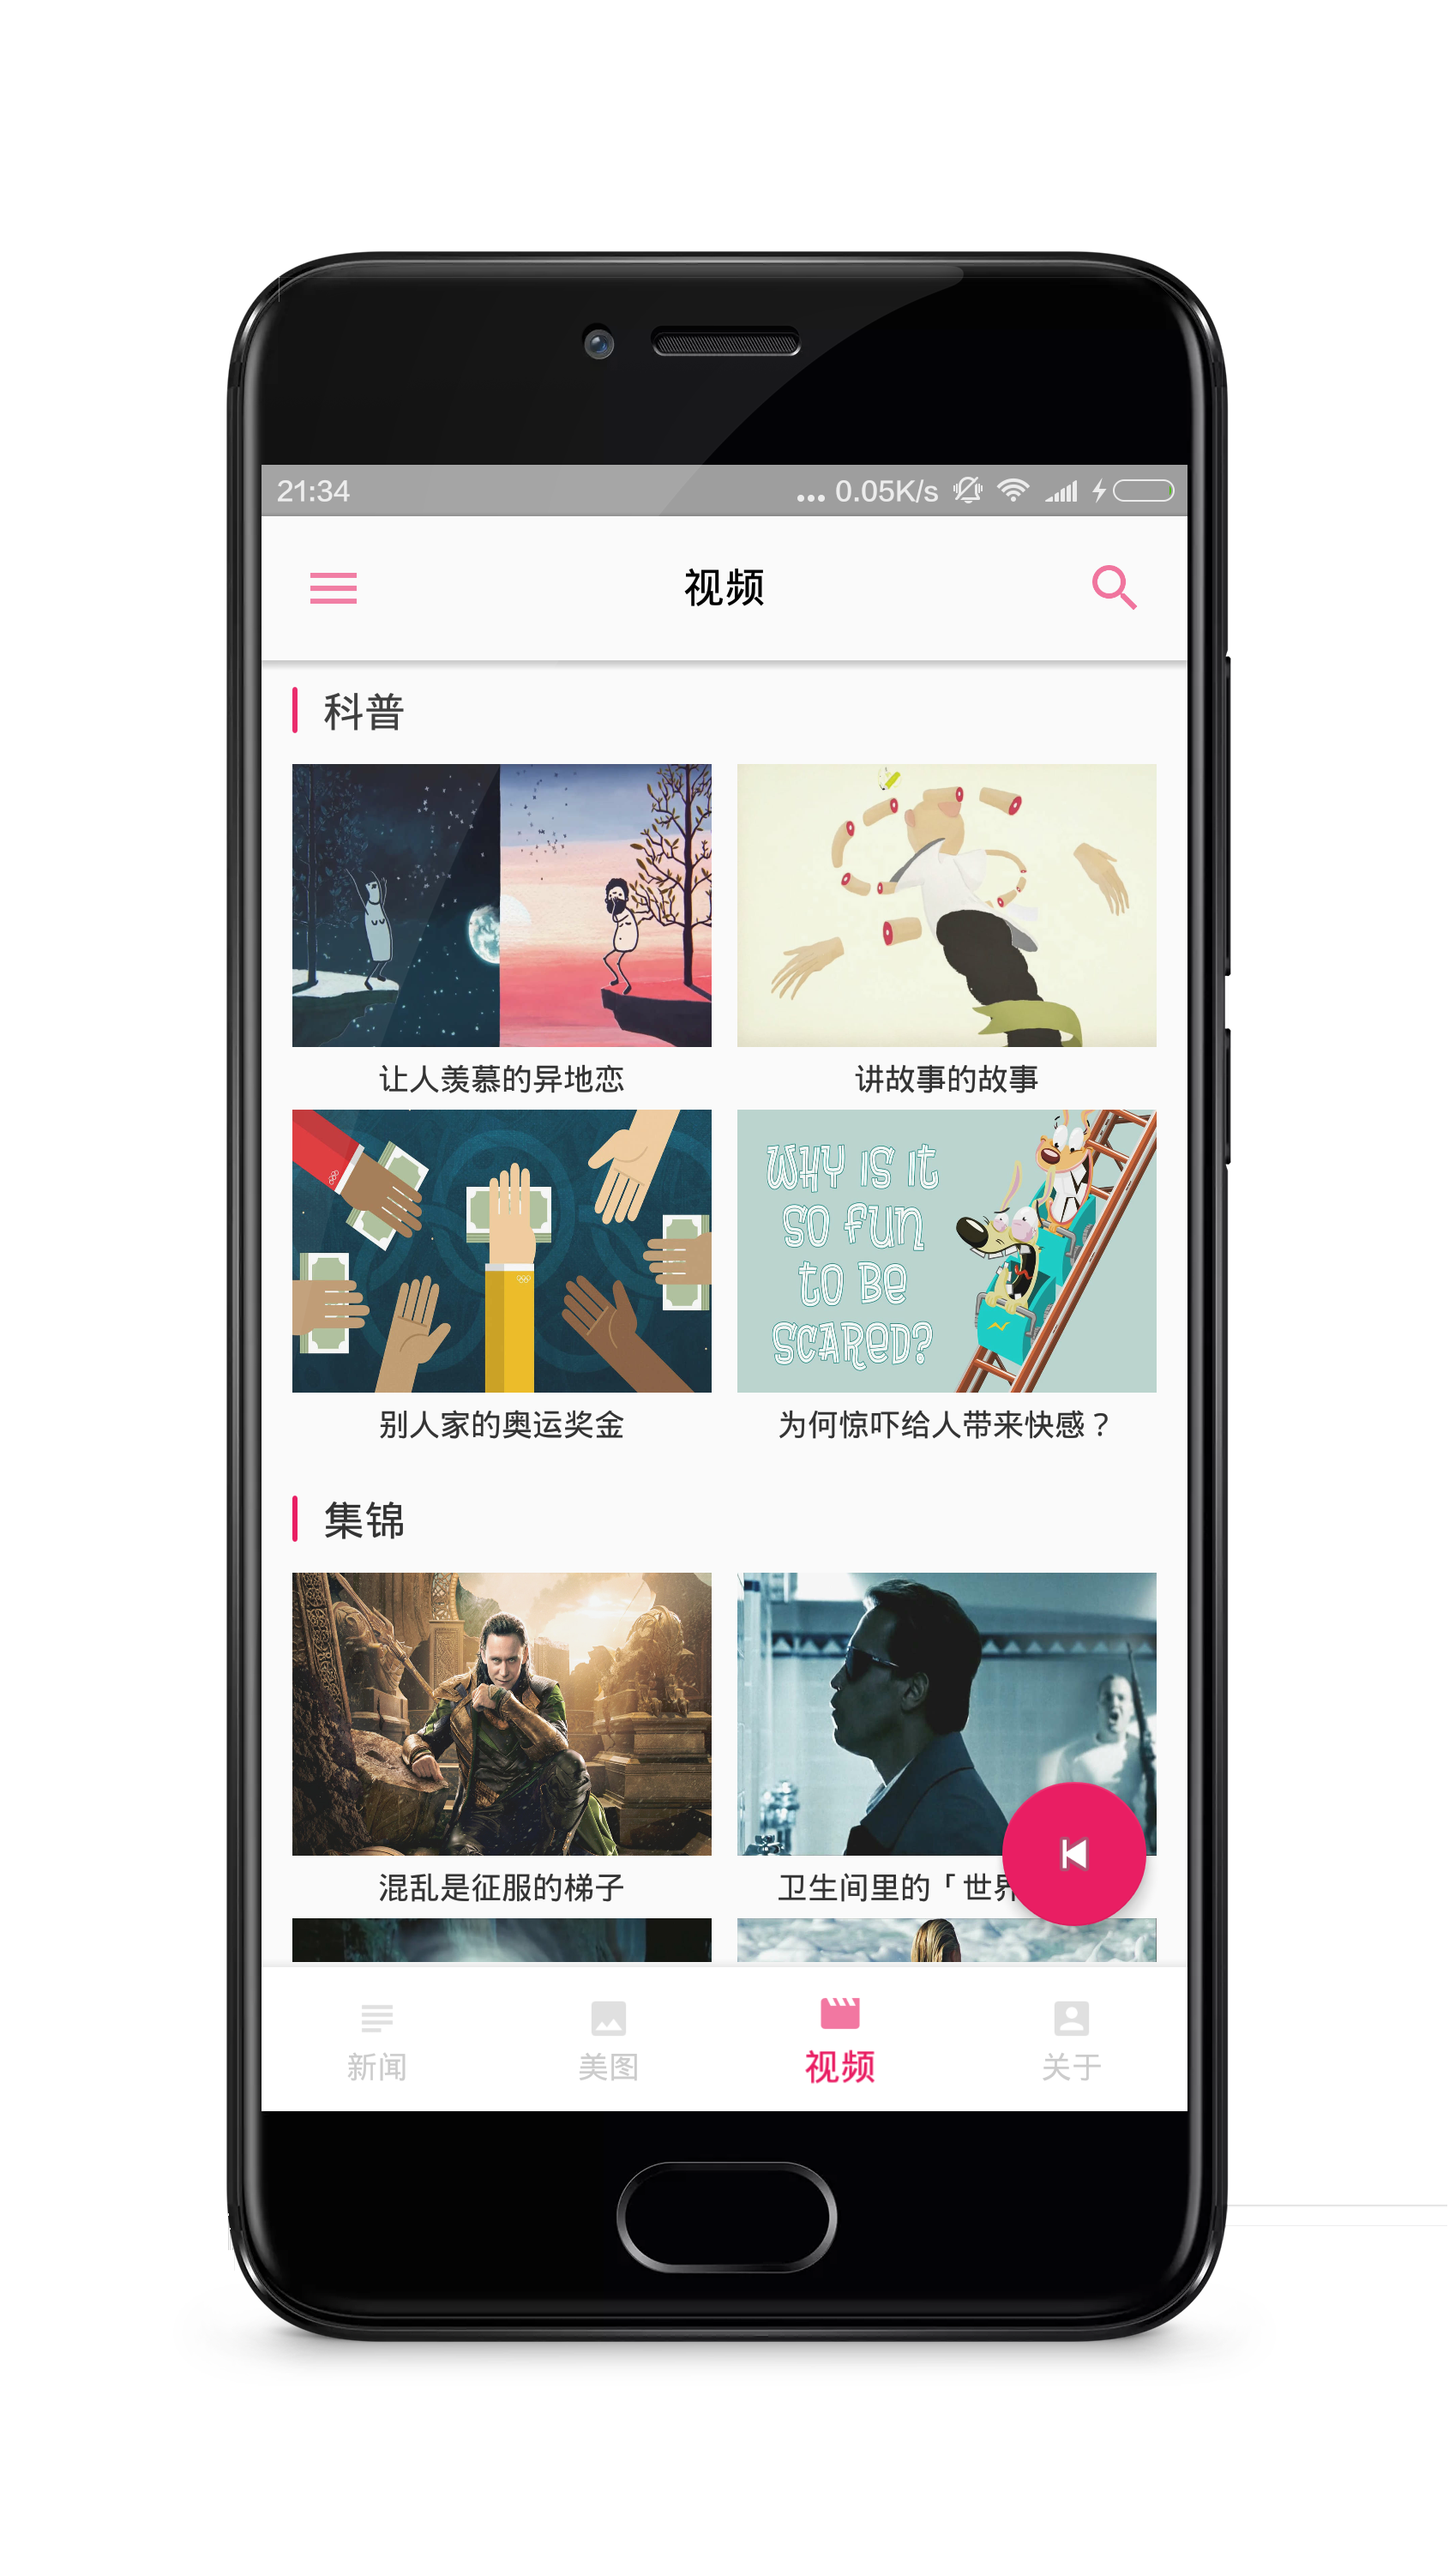 21:34 ... 0.05K/s
视频
科普
让人羡慕的异地恋 讲故事的故事
WHY IS IT
SO FUN
TO BE
SCARED?
别人家的奥运奖金 为何惊吓给人带来快感？
集锦
混乱是征服的梯子 卫生间里的「世界
新闻 美图 视频 关于